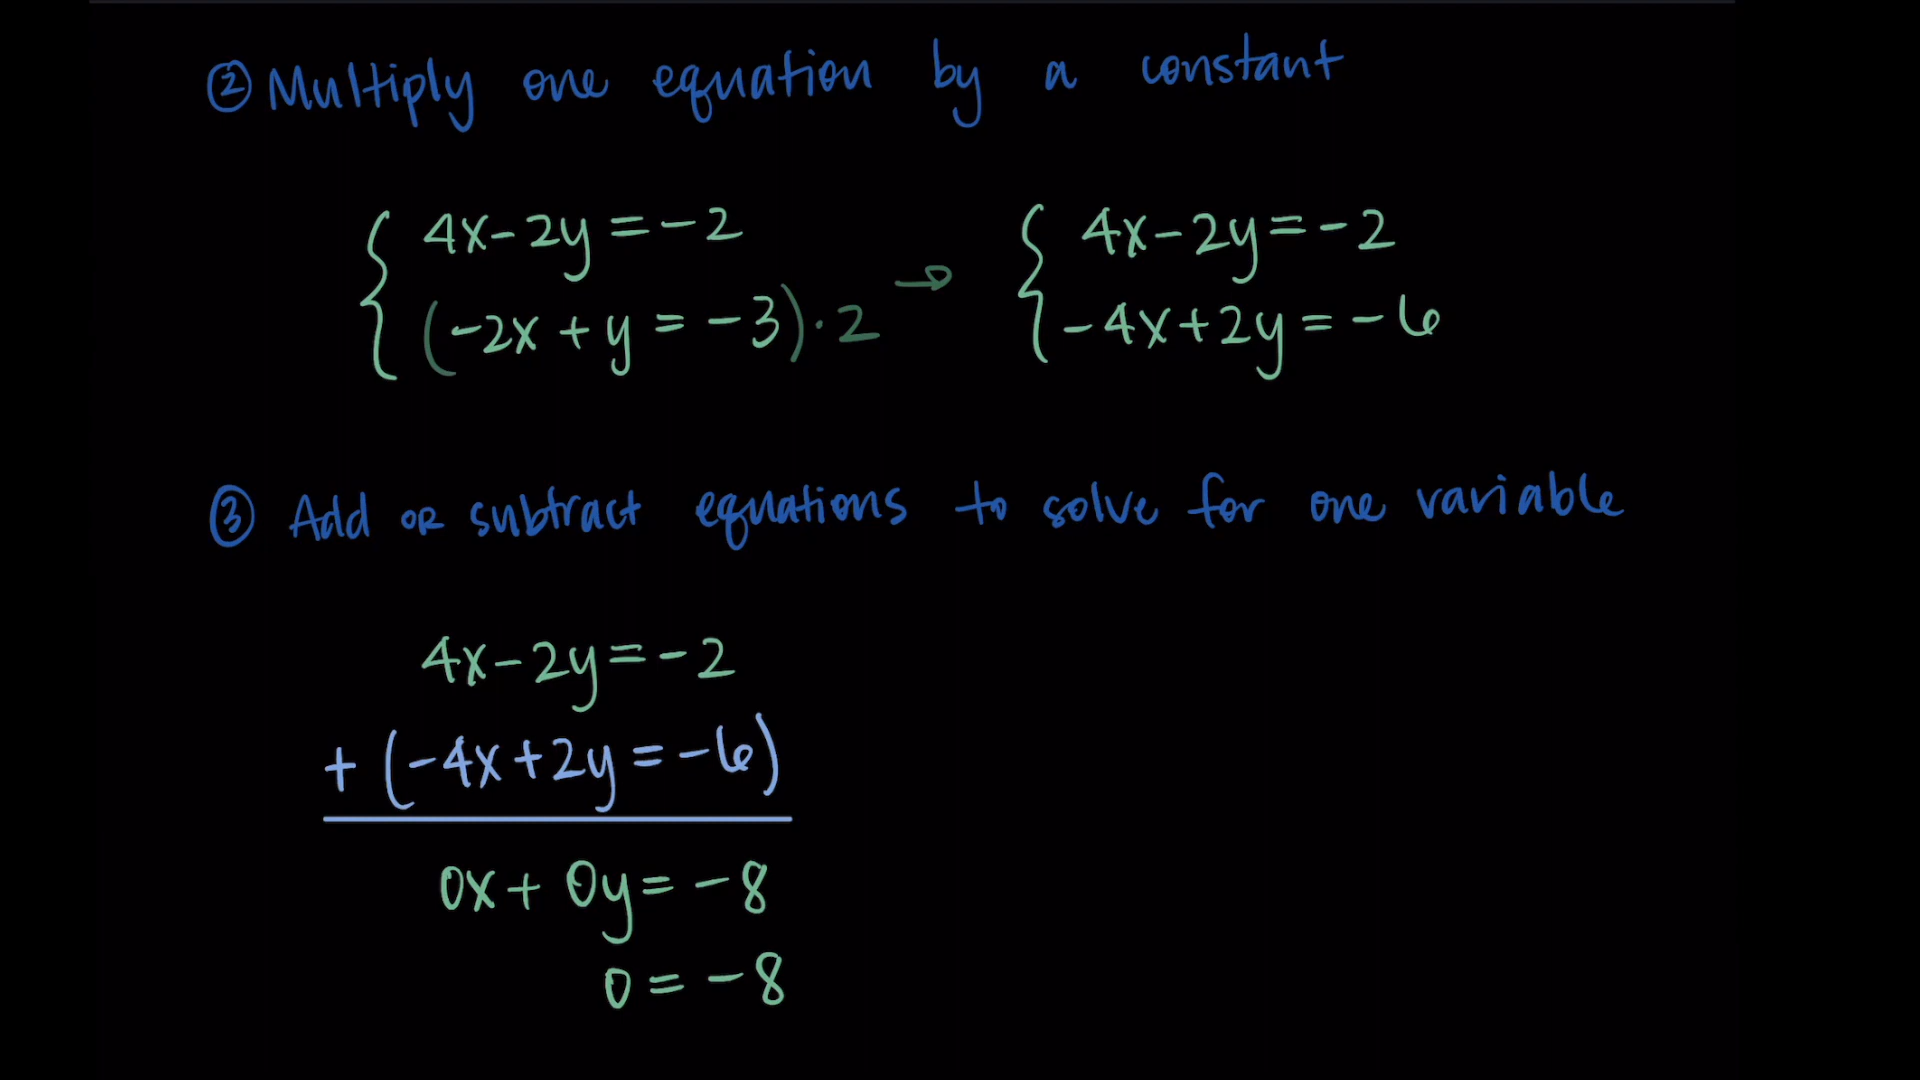 ② Multiply one equation by a constant
4x-2y=-2 → 4x-2y=-2
(-2x+y=-3)·2 -4x+2y=-6
③ Add OR subtract equations to solve for one variable
4x-2y=-2
+ (-4x+2y=-6)
0x+0y=-8
0=-8